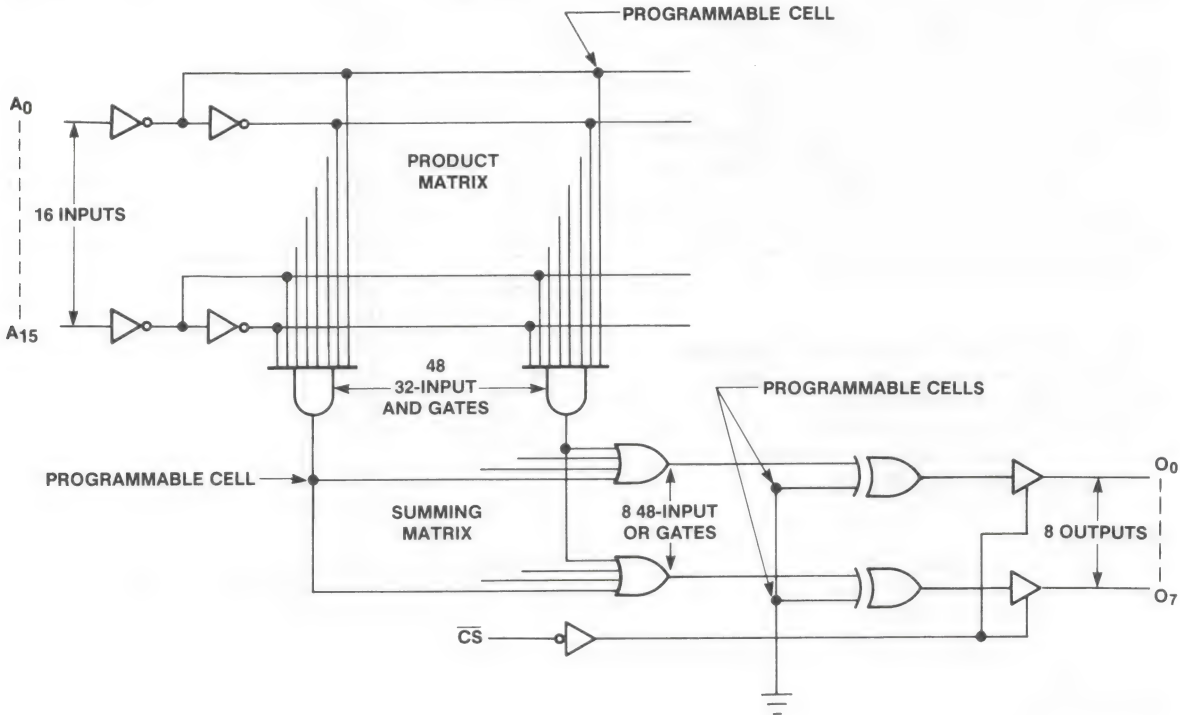 PROGRAMMABLE CELL
A0
PRODUCT
MATRIX
16 INPUTS
A15
48
32-INPUT
AND GATES
PROGRAMMABLE CELLS
PROGRAMMABLE CELL
SUMMING
MATRIX
8 48-INPUT
OR GATES
O0
8 OUTPUTS
O7
CS